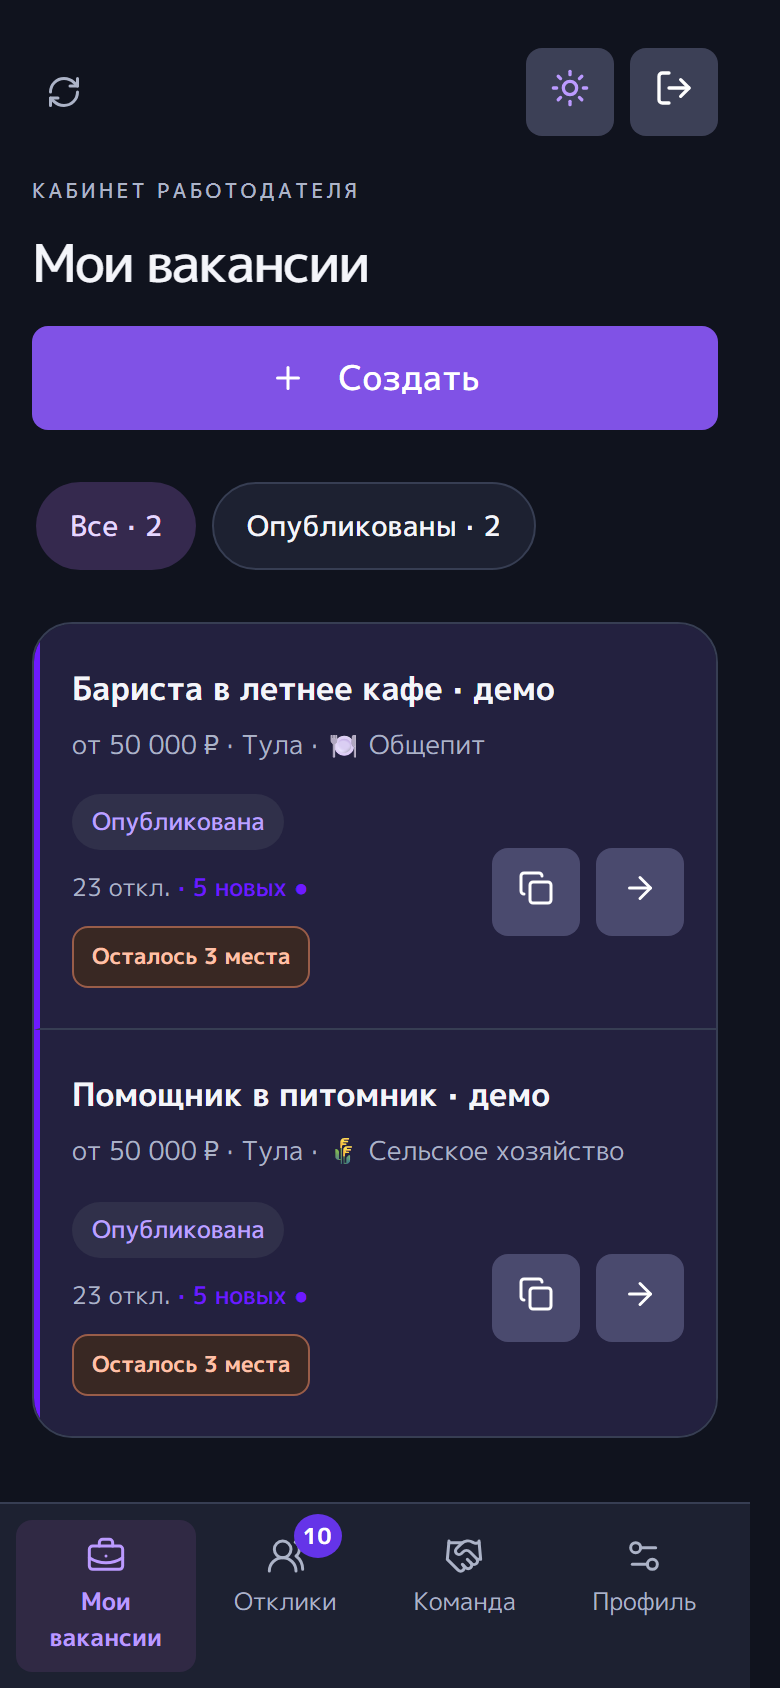 КАБИНЕТ РАБОТОДАТЕЛЯ
Мои вакансии
+ Создать
Все · 2
Опубликованы · 2
Бариста в летнее кафе · демо
от 50 000 ₽ · Тула · 🍽️ Общепит
Опубликована
23 откл. · 5 новых ●
Осталось 3 места
Помощник в питомник · демо
от 50 000 ₽ · Тула · 🌾 Сельское хозяйство
Опубликована
23 откл. · 5 новых ●
Осталось 3 места
10
Мои
вакансии
Отклики
Команда
Профиль